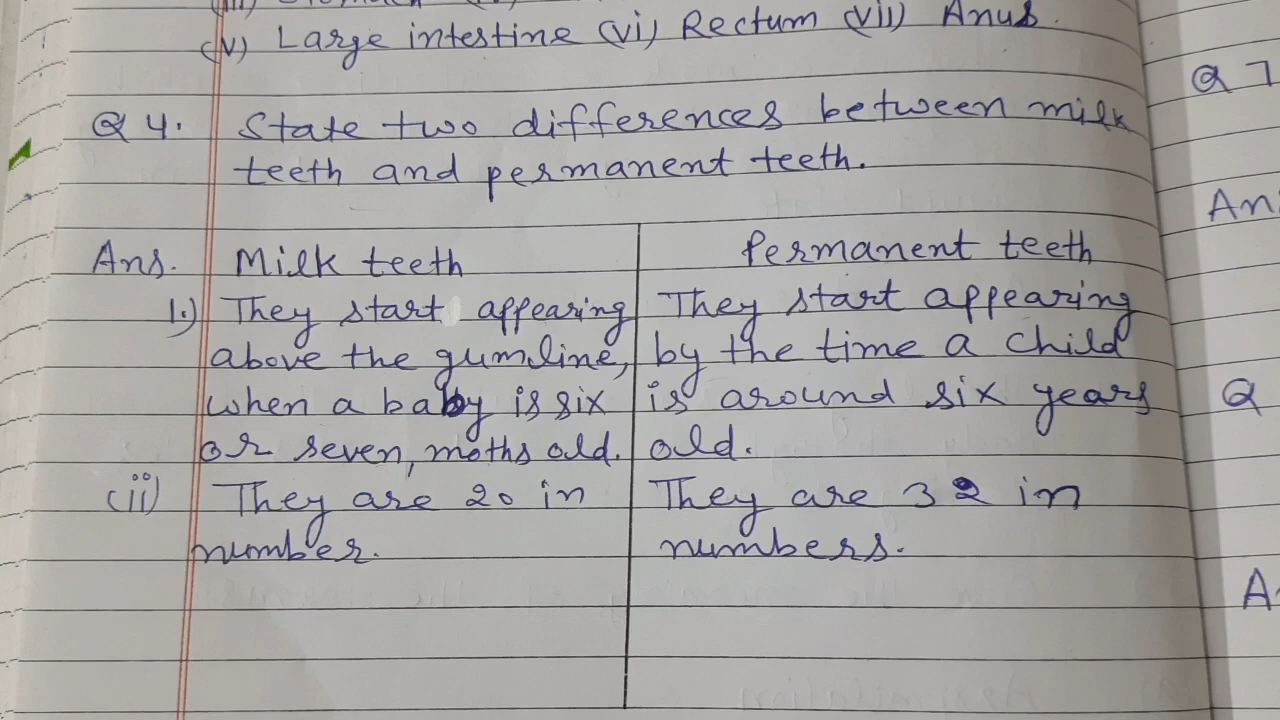 (v) Large intestine (vi) Rectum (vii) Anus.
Q 4. State two differences between milk
teeth and permanent teeth.
Ans. Milk teeth
1.) They start appearing
above the gumline,
when a baby is six
or seven, moths old.
(ii) They are 20 in
number.
Permanent teeth
They start appearing
by the time a child
is around six years
old.
They are 32 in
numbers.
Q 7
An
Q
A